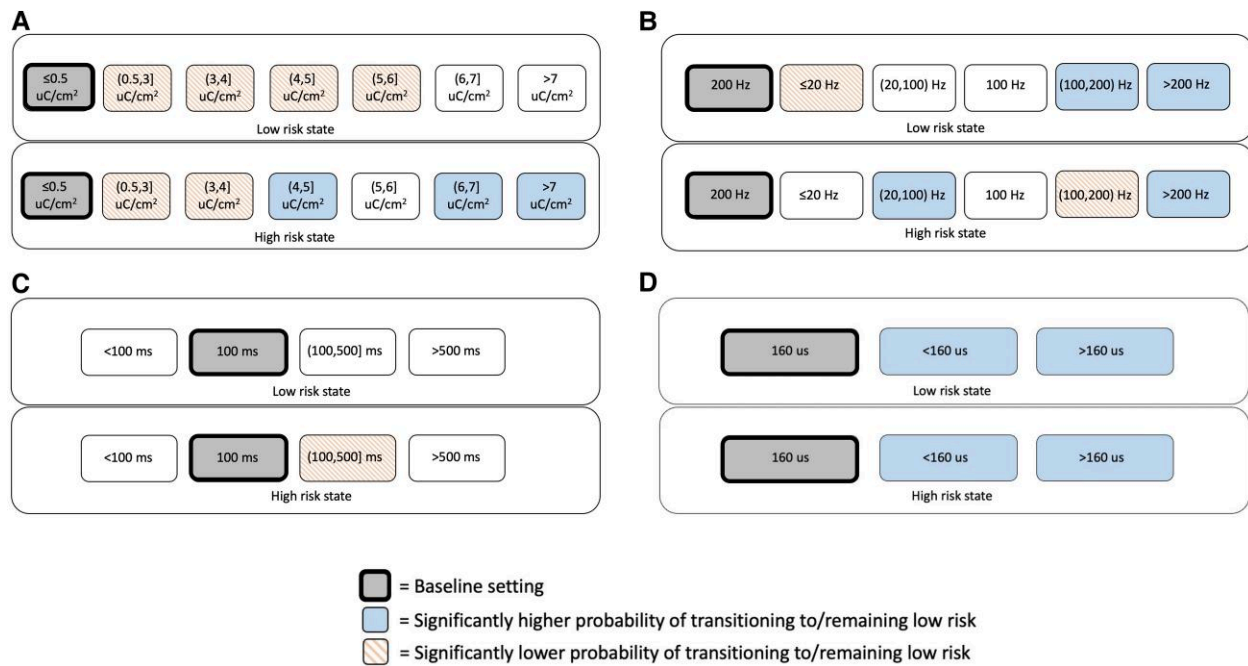 A
≤0.5 uC/cm² (0.5,3] uC/cm² (3,4] uC/cm² (4,5] uC/cm² (5,6] uC/cm² (6,7] uC/cm² >7 uC/cm²
Low risk state
≤0.5 uC/cm² (0.5,3] uC/cm² (3,4] uC/cm² (4,5] uC/cm² (5,6] uC/cm² (6,7] uC/cm² >7 uC/cm²
High risk state
B
200 Hz ≤20 Hz (20,100) Hz 100 Hz (100,200) Hz >200 Hz
Low risk state
200 Hz ≤20 Hz (20,100) Hz 100 Hz (100,200) Hz >200 Hz
High risk state
C
<100 ms 100 ms (100,500] ms >500 ms
Low risk state
<100 ms 100 ms (100,500] ms >500 ms
High risk state
D
160 us <160 us >160 us
Low risk state
160 us <160 us >160 us
High risk state
= Baseline setting
= Significantly higher probability of transitioning to/remaining low risk
= Significantly lower probability of transitioning to/remaining low risk